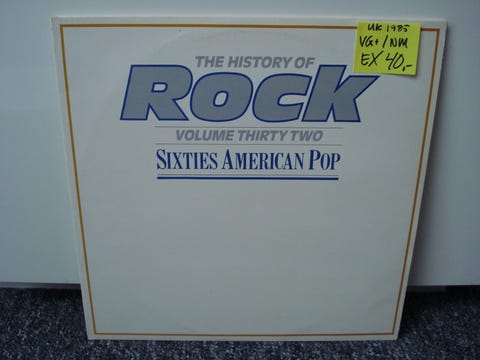 UK 1985
VG+/NM
EX 40,-
THE HISTORY OF
ROCK
VOLUME THIRTY TWO
SIXTIES AMERICAN POP